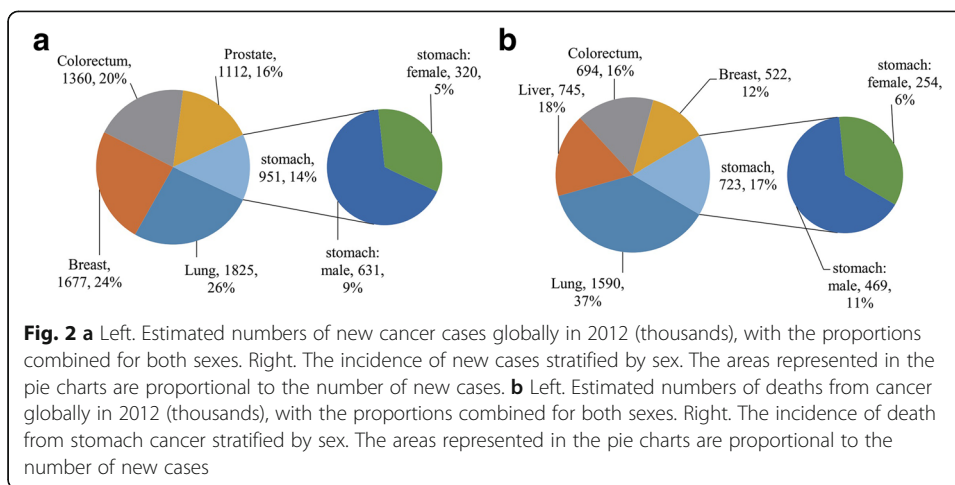 a
Colorectum,
1360, 20%
Prostate,
1112, 16%
stomach:
female, 320,
5%
stomach,
951, 14%
Breast,
1677, 24%
Lung, 1825,
26%
stomach:
male, 631,
9%
b
Colorectum,
694, 16%
Liver, 745,
18%
Breast, 522,
12%
stomach:
female, 254,
6%
stomach,
723, 17%
Lung, 1590,
37%
stomach:
male, 469,
11%
Fig. 2 a Left. Estimated numbers of new cancer cases globally in 2012 (thousands), with the proportions
combined for both sexes. Right. The incidence of new cases stratified by sex. The areas represented in the
pie charts are proportional to the number of new cases. b Left. Estimated numbers of deaths from cancer
globally in 2012 (thousands), with the proportions combined for both sexes. Right. The incidence of death
from stomach cancer stratified by sex. The areas represented in the pie charts are proportional to the
number of new cases